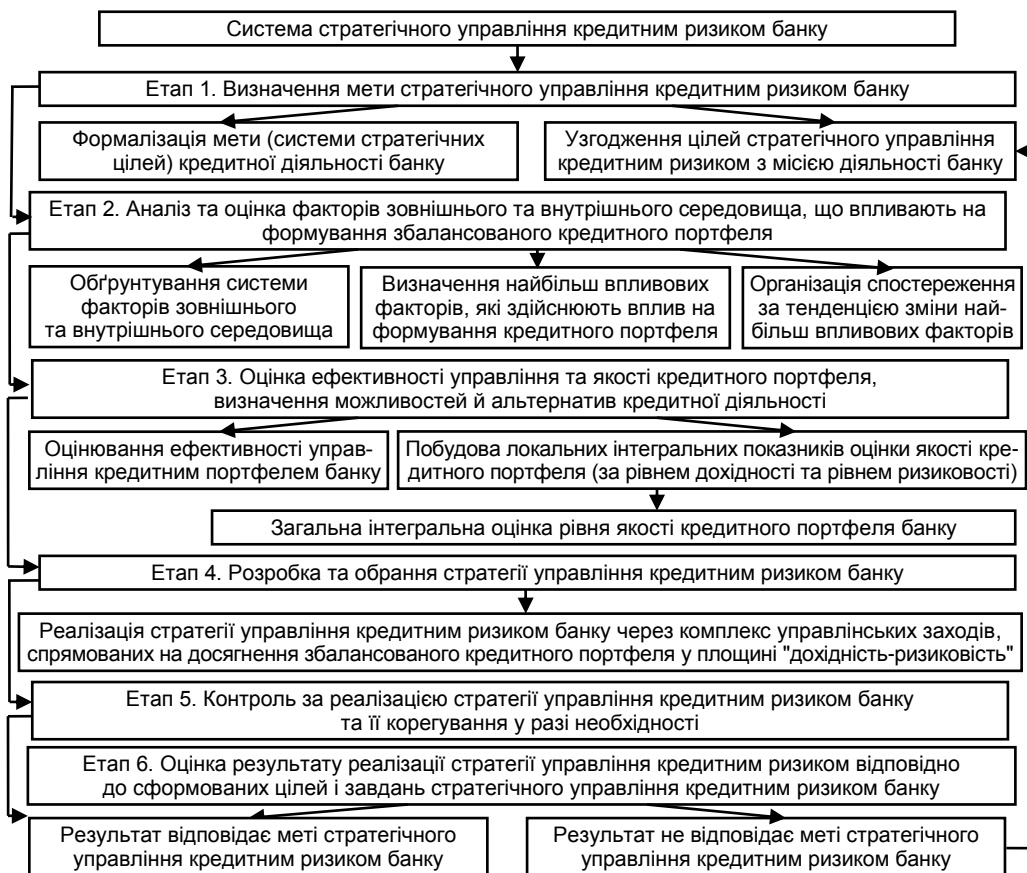 Система стратегічного управління кредитним ризиком банку
Етап 1. Визначення мети стратегічного управління кредитним ризиком банку
Формалізація мети (системи стратегічних
цілей) кредитної діяльності банку
Узгодження цілей стратегічного управління
кредитним ризиком з місією діяльності банку
Етап 2. Аналіз та оцінка факторів зовнішнього та внутрішнього середовища, що впливають на
формування збалансованого кредитного портфеля
Обґрунтування системи
факторів зовнішнього
та внутрішнього середовища
Визначення найбільш впливових
факторів, які здійснюють вплив на
формування кредитного портфеля
Організація спостереження
за тенденцією зміни най-
більш впливових факторів
Етап 3. Оцінка ефективності управління та якості кредитного портфеля,
визначення можливостей й альтернатив кредитної діяльності
Оцінювання ефективності управ-
ління кредитним портфелем банку
Побудова локальних інтегральних показників оцінки якості кре-
дитного портфеля (за рівнем дохідності та рівнем ризиковості)
Загальна інтегральна оцінка рівня якості кредитного портфеля банку
Етап 4. Розробка та обрання стратегії управління кредитним ризиком банку
Реалізація стратегії управління кредитним ризиком банку через комплекс управлінських заходів,
спрямованих на досягнення збалансованого кредитного портфеля у площині "дохідність-ризиковість"
Етап 5. Контроль за реалізацією стратегії управління кредитним ризиком банку
та її корегування у разі необхідності
Етап 6. Оцінка результату реалізації стратегії управління кредитним ризиком відповідно
до сформованих цілей і завдань стратегічного управління кредитним ризиком банку
Результат відповідає меті стратегічного
управління кредитним ризиком банку
Результат не відповідає меті стратегічного
управління кредитним ризиком банку